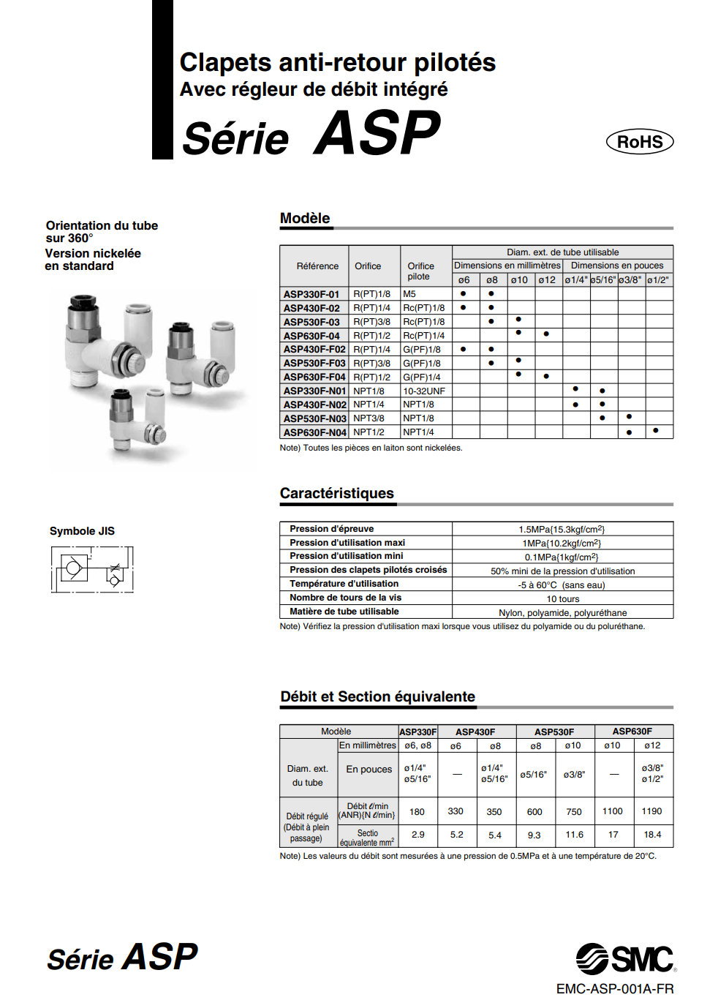 Clapets anti-retour pilotés
Avec régleur de débit intégré
Série ASP
RoHS
Orientation du tube
sur 360°
Version nickelée
en standard
Modèle
Référence Orifice Orifice pilote Diam. ext. de tube utilisable
Dimensions en millimètres Dimensions en pouces
ø6 ø8 ø10 ø12 ø1/4" ø5/16" ø3/8" ø1/2"
ASP330F-01 R(PT)1/8 M5 ● ●
ASP430F-02 R(PT)1/4 Rc(PT)1/8 ● ●
ASP530F-03 R(PT)3/8 Rc(PT)1/8 ● ●
ASP630F-04 R(PT)1/2 Rc(PT)1/4 ● ●
ASP430F-F02 R(PT)1/4 G(PF)1/8 ● ●
ASP530F-F03 R(PT)3/8 G(PF)1/8 ● ●
ASP630F-F04 R(PT)1/2 G(PF)1/4 ● ●
ASP330F-N01 NPT1/8 10-32UNF ● ●
ASP430F-N02 NPT1/4 NPT1/8 ● ●
ASP530F-N03 NPT3/8 NPT1/8 ● ●
ASP630F-N04 NPT1/2 NPT1/4 ● ●
Note) Toutes les pièces en laiton sont nickelées.
Caractéristiques
Symbole JIS
Pression d'épreuve 1.5MPa{15.3kgf/cm²}
Pression d'utilisation maxi 1MPa{10.2kgf/cm²}
Pression d'utilisation mini 0.1MPa{1kgf/cm²}
Pression des clapets pilotés croisés 50% mini de la pression d'utilisation
Température d'utilisation -5 à 60°C (sans eau)
Nombre de tours de la vis 10 tours
Matière de tube utilisable Nylon, polyamide, polyuréthane
Note) Vérifiez la pression d'utilisation maxi lorsque vous utilisez du polyamide ou du poluréthane.
Débit et Section équivalente
Modèle ASP330F ASP430F ASP530F ASP630F
Diam. ext. du tube
En millimètres ø6, ø8 ø6 ø8 ø8 ø10 ø10 ø12
En pouces ø1/4" ø5/16" — ø1/4" ø5/16" ø5/16" ø3/8" — ø3/8" ø1/2"
Débit régulé (Débit à plein passage)
Débit ℓ/min (ANR){N ℓ/min} 180 330 350 600 750 1100 1190
Sectio équivalente mm² 2.9 5.2 5.4 9.3 11.6 17 18.4
Note) Les valeurs du débit sont mesurées à une pression de 0.5MPa et à une température de 20°C.
Série ASP
SMC®
EMC-ASP-001A-FR